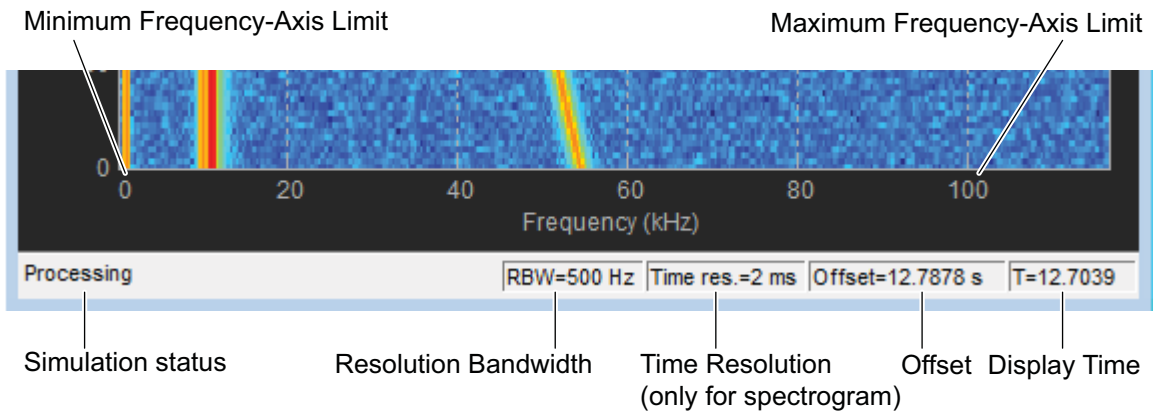 Minimum Frequency-Axis Limit
Maximum Frequency-Axis Limit
0
0 20 40 60 80 100
Frequency (kHz)
Processing RBW=500 Hz Time res.=2 ms Offset=12.7878 s T=12.7039
Simulation status Resolution Bandwidth Time Resolution Offset Display Time
(only for spectrogram)